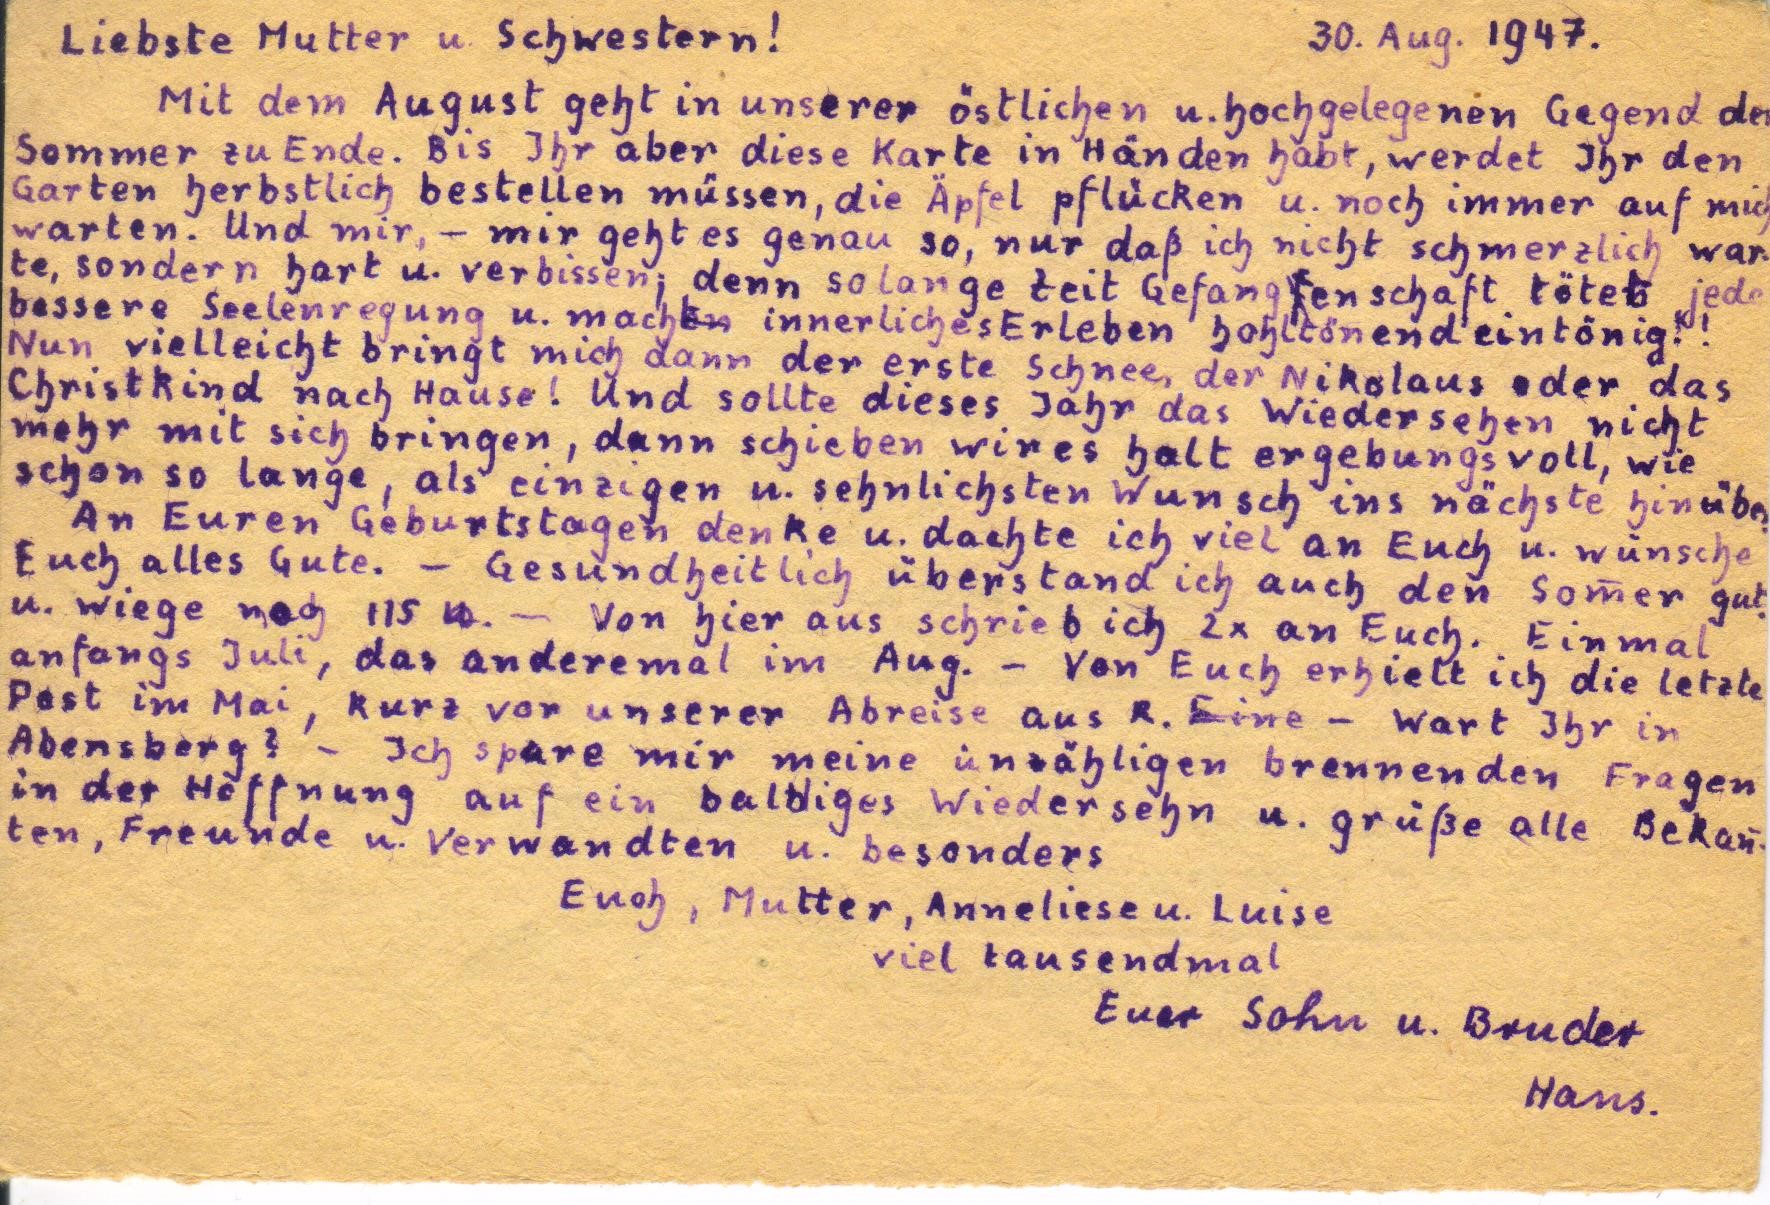 Liebste Mutter u. Schwestern! 30. Aug. 1947.
Mit dem August geht in unserer östlichen u. hochgelegenen Gegend der
Sommer zu Ende. Bis Ihr aber diese Karte in Händen habt, werdet Ihr den
Garten herbstlich bestellen müssen, die Äpfel pflücken u. noch immer auf mich
warten. Und mir, – mir geht es genau so, nur daß ich nicht schmerzlich war-
te, sondern hart u. verbissen; denn solange Zeit Gefangenschaft tötet jede
bessere Seelenregung u. macht innerliches Erleben hohltönend eintönig!!
Nun vielleicht bringt mich dann der erste Schnee, der Nikolaus oder das
Christkind nach Hause! Und sollte dieses Jahr das Wiedersehen nicht
mehr mit sich bringen, dann schieben wir es halt ergebungsvoll, wie
schon so lange, als einzigen u. sehnlichsten Wunsch ins nächste hinüber.
An Euren Geburtstagen denke u. dachte ich viel an Euch u. wünsche
Euch alles Gute. – Gesundheitlich überstand ich auch den Som̄er gut
u. wiege noch 115 ℔. – Von hier aus schrieb ich 2x an Euch. Einmal
anfangs Juli, das anderemal im Aug. – Von Euch erhielt ich die letzte
Post im Mai, kurz vor unserer Abreise aus K. Eine – Wart Ihr in
Abensberg? – Ich spare mir meine unzähligen brennenden Fragen
in der Hoffnung auf ein baldiges Wiedersehn u. grüße alle Bekan̄-
ten, Freunde u. Verwandten u. besonders
Euch, Mutter, Anneliese u. Luise
viel tausendmal
Euer Sohn u. Bruder
Hans.